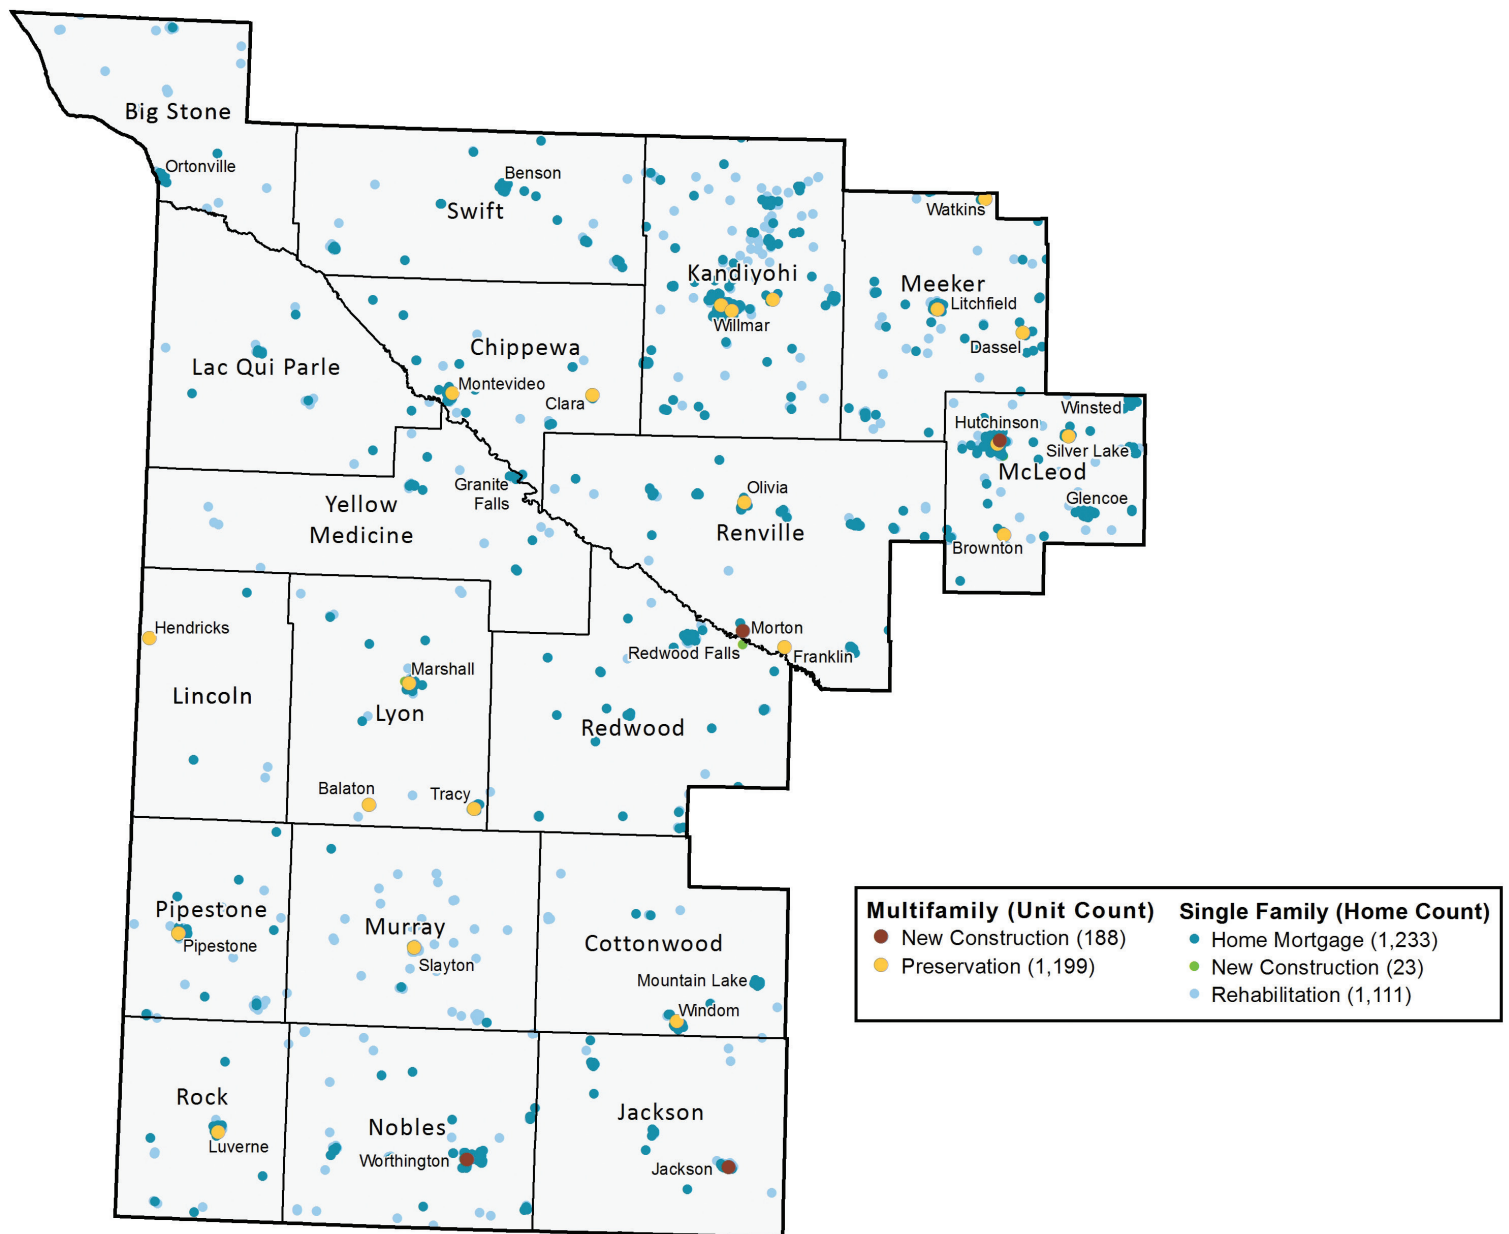 Big Stone
Ortonville
Benson
Swift
Watkins
Kandiyohi
Willmar
Meeker
Litchfield
Dassel
Chippewa
Lac Qui Parle
Montevideo
Clara
Winsted
Hutchinson
Silver Lake
McLeod
Glencoe
Brownton
Granite
Falls
Yellow
Medicine
Olivia
Renville
Hendricks
Morton
Redwood Falls
Franklin
Marshall
Lincoln
Lyon
Redwood
Balaton
Tracy
Pipestone
Pipestone
Murray
Slayton
Cottonwood
Mountain Lake
Windom
Rock
Luverne
Nobles
Worthington
Jackson
Jackson
Multifamily (Unit Count)
New Construction (188)
Preservation (1,199)
Single Family (Home Count)
Home Mortgage (1,233)
New Construction (23)
Rehabilitation (1,111)